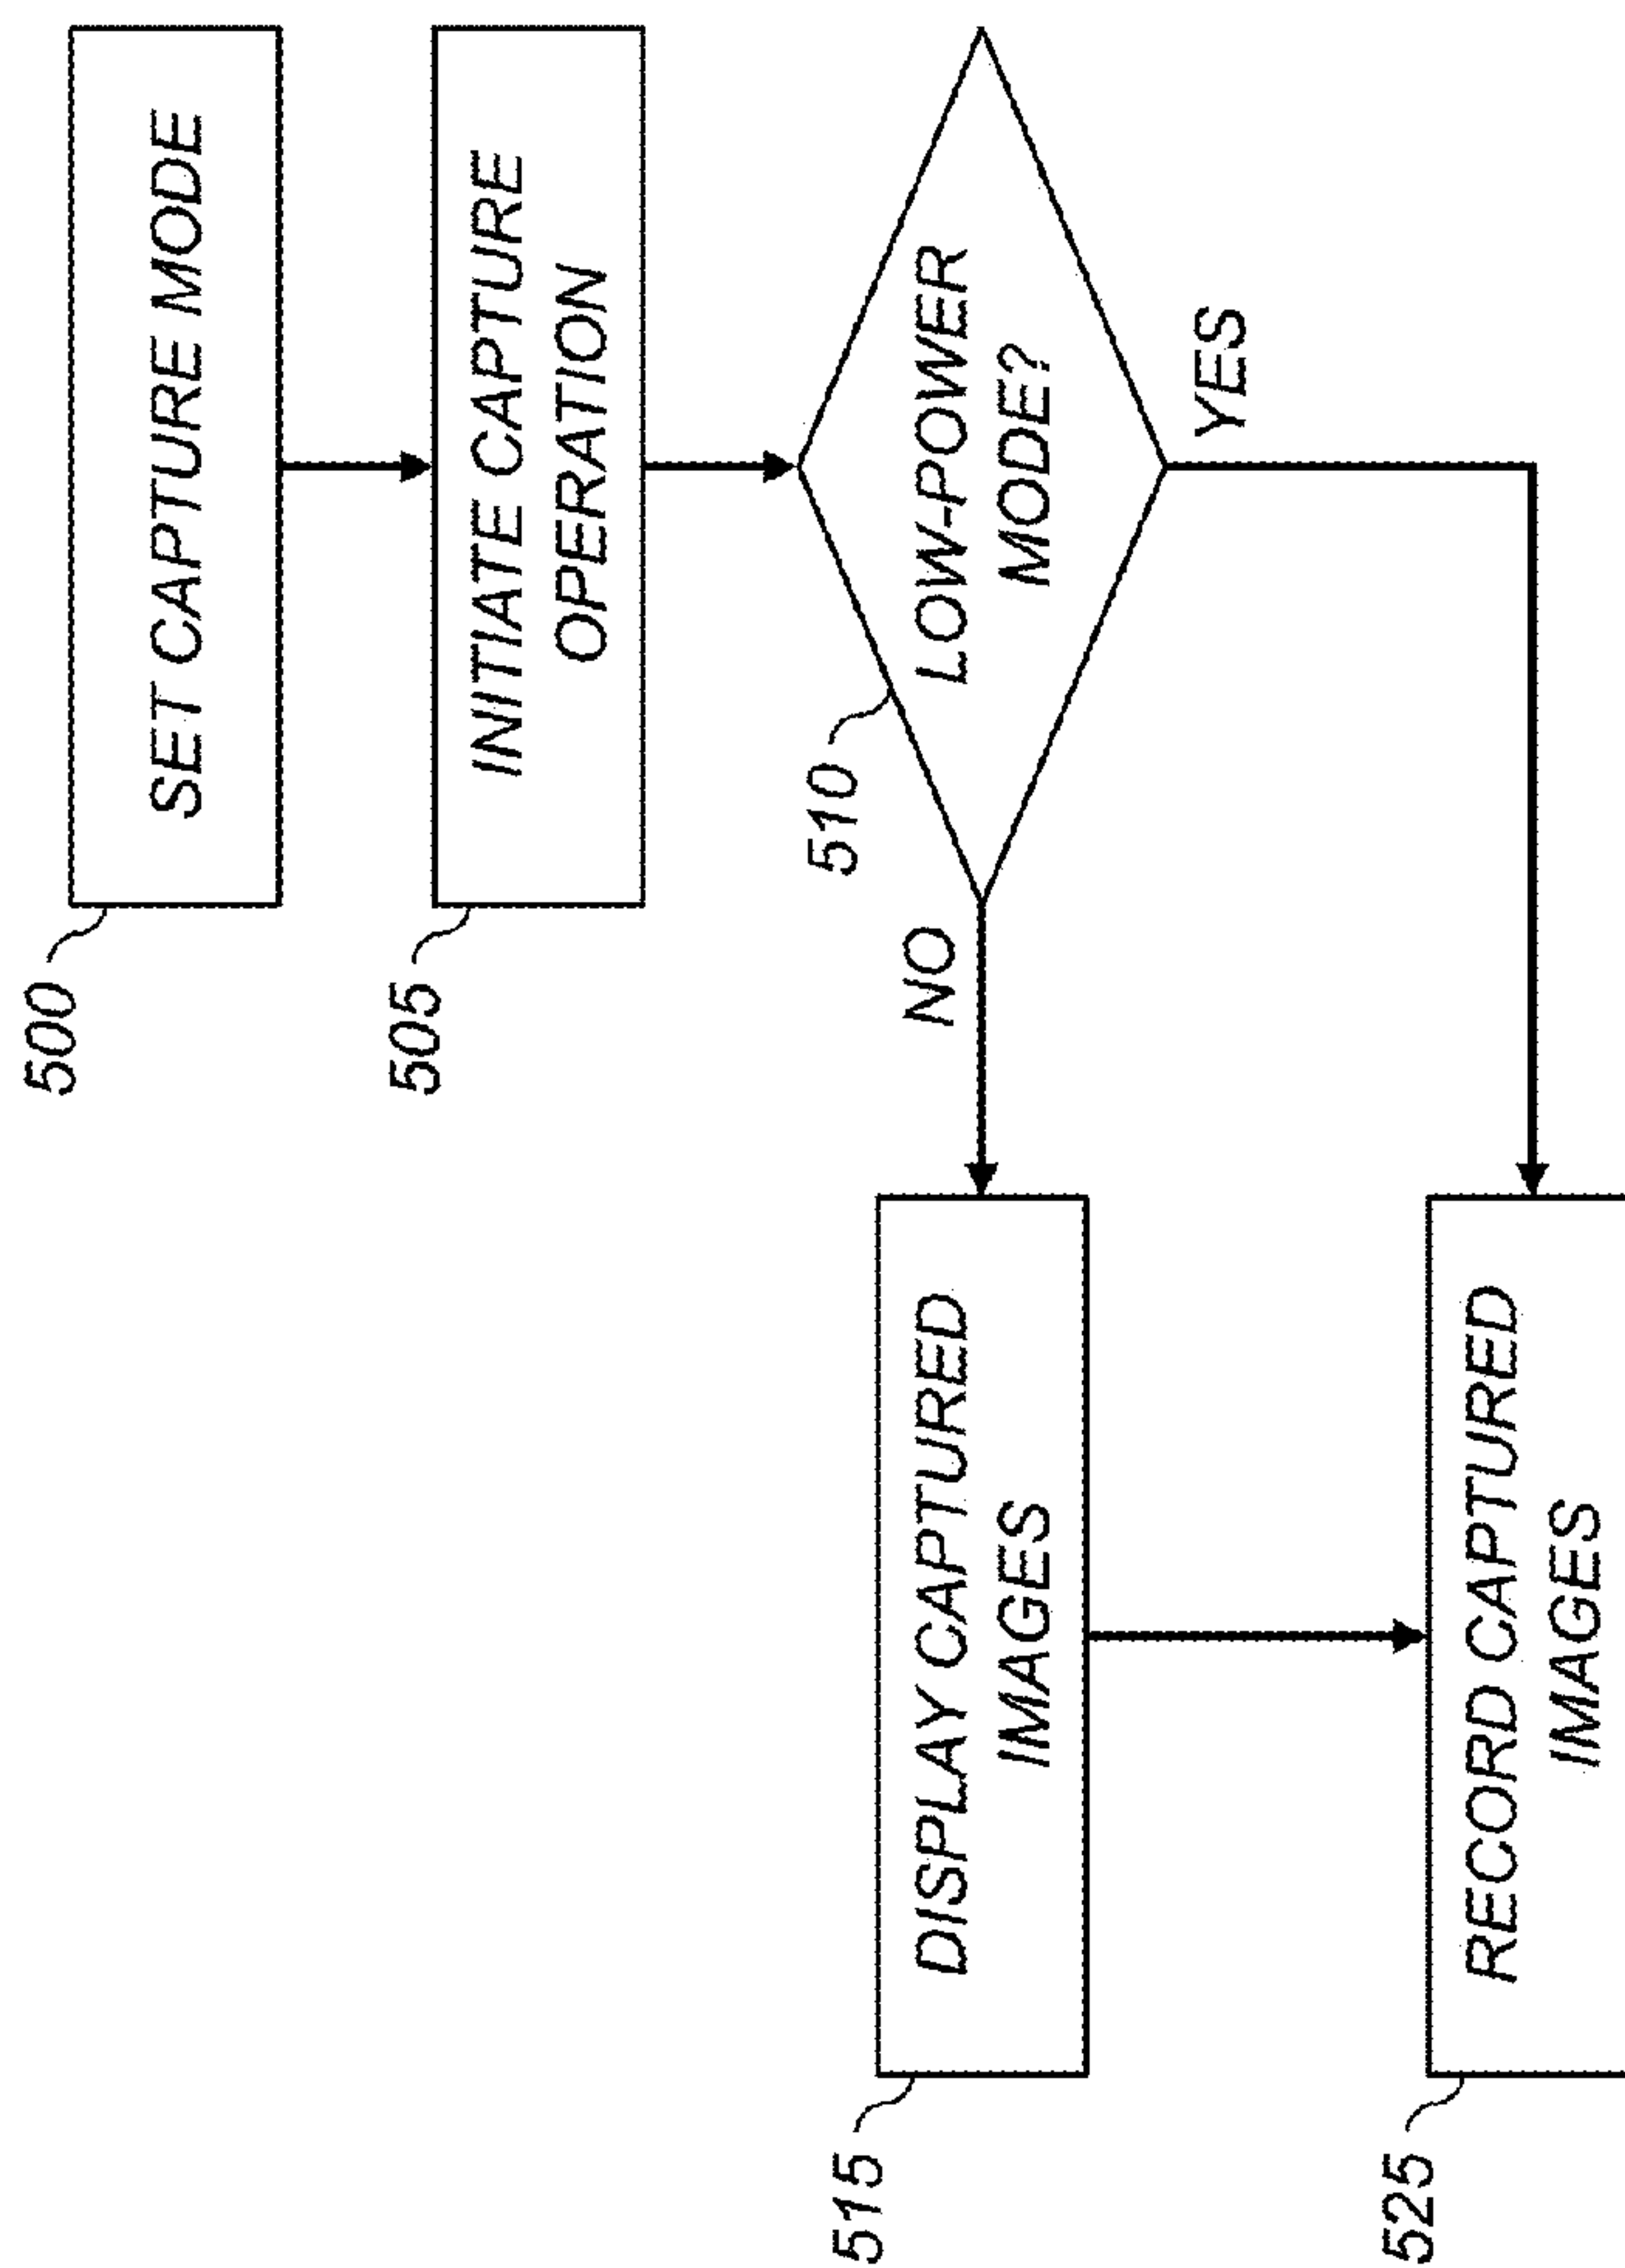 500
SET CAPTURE MODE
505
INITIATE CAPTURE
OPERATION
510
LOW-POWER
MODE?
NO
YES
515
DISPLAY CAPTURED
IMAGES
525
RECORD CAPTURED
IMAGES